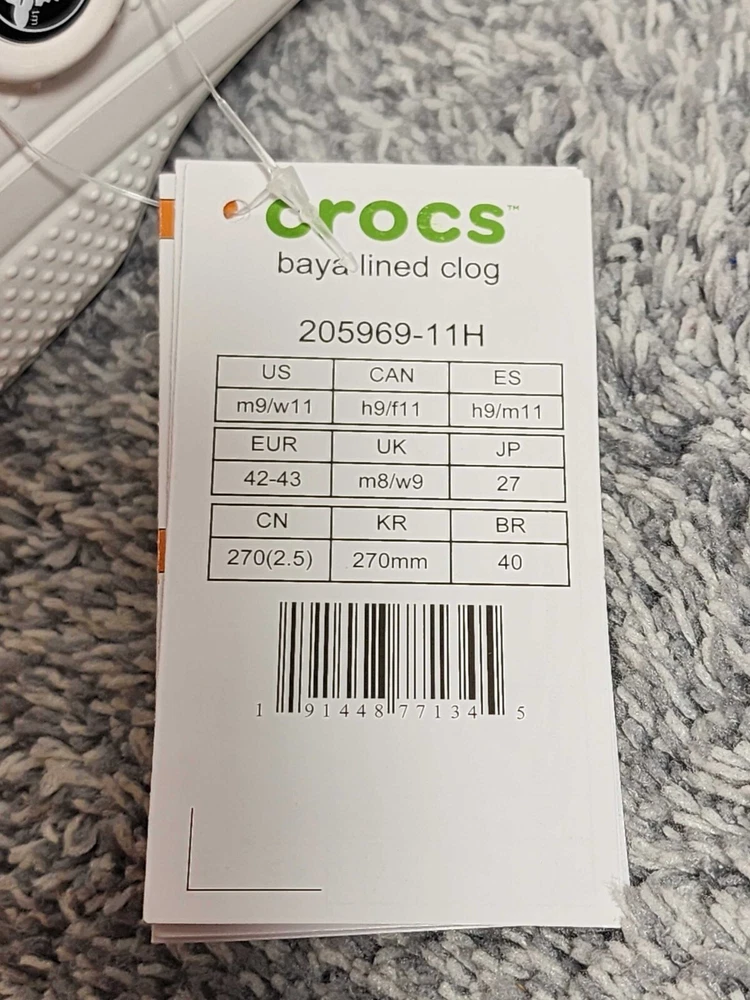 crocs™
baya lined clog
205969-11H
US CAN ES
m9/w11 h9/f11 h9/m11
EUR UK JP
42-43 m8/w9 27
CN KR BR
270(2.5) 270mm 40
1 91448 77134 5